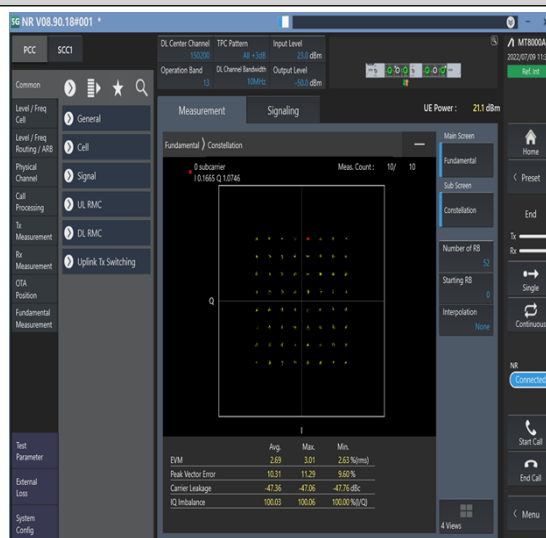 5G NR V08.90.18#001 *
PCC SCC1
DL Center Channel TPC Pattern Input Level
150200 All +3dB 23.0 dBm
Operation Band DL Channel Bandwidth Output Level
13 10MHz -50.0 dBm
MT8000A
2022/07/09 11:3
Ref. Int
Common
Level / Freq
Cell
Level / Freq
Routing / ARB
Physical
Channel
Call
Processing
Tx
Measurement
Rx
Measurement
OTA
Position
Fundamental
Measurement
Test
Parameter
External
Loss
System
Config
General
Cell
Signal
UL RMC
DL RMC
Uplink Tx Switching
Measurement Signaling UE Power : 21.1 dBm
Fundamental Constellation
0 subcarrier Meas. Count : 10/ 10
I 0.1665 Q 1.0746
Q
I
Avg. Max. Min.
EVM 2.69 3.01 2.63 %(rms)
Peak Vector Error 10.31 11.29 9.60 %
Carrier Leakage -47.36 -47.06 -47.76 dBc
IQ Imbalance 100.03 100.06 100.00 %(I/Q)
Main Screen
Fundamental
Sub Screen
Constellation
Number of RB
52
Starting RB
0
Interpolation
None
4 Views
Home
Preset
End
Tx
Rx
Single
Continuous
NR
Connected
Start Call
End Call
Menu